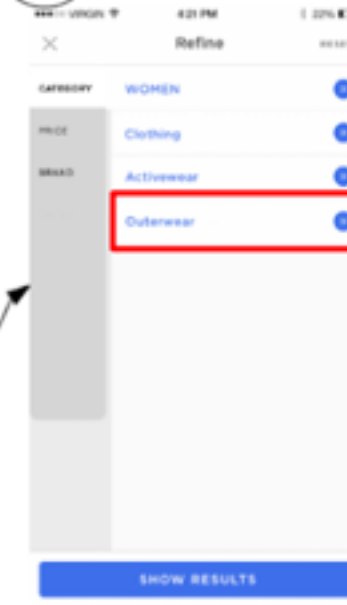 VIRGIN 4:21 PM 22%
Refine
CATEGORY WOMEN
PRICE Clothing
BRAND Activewear
Outerwear
SHOW RESULTS